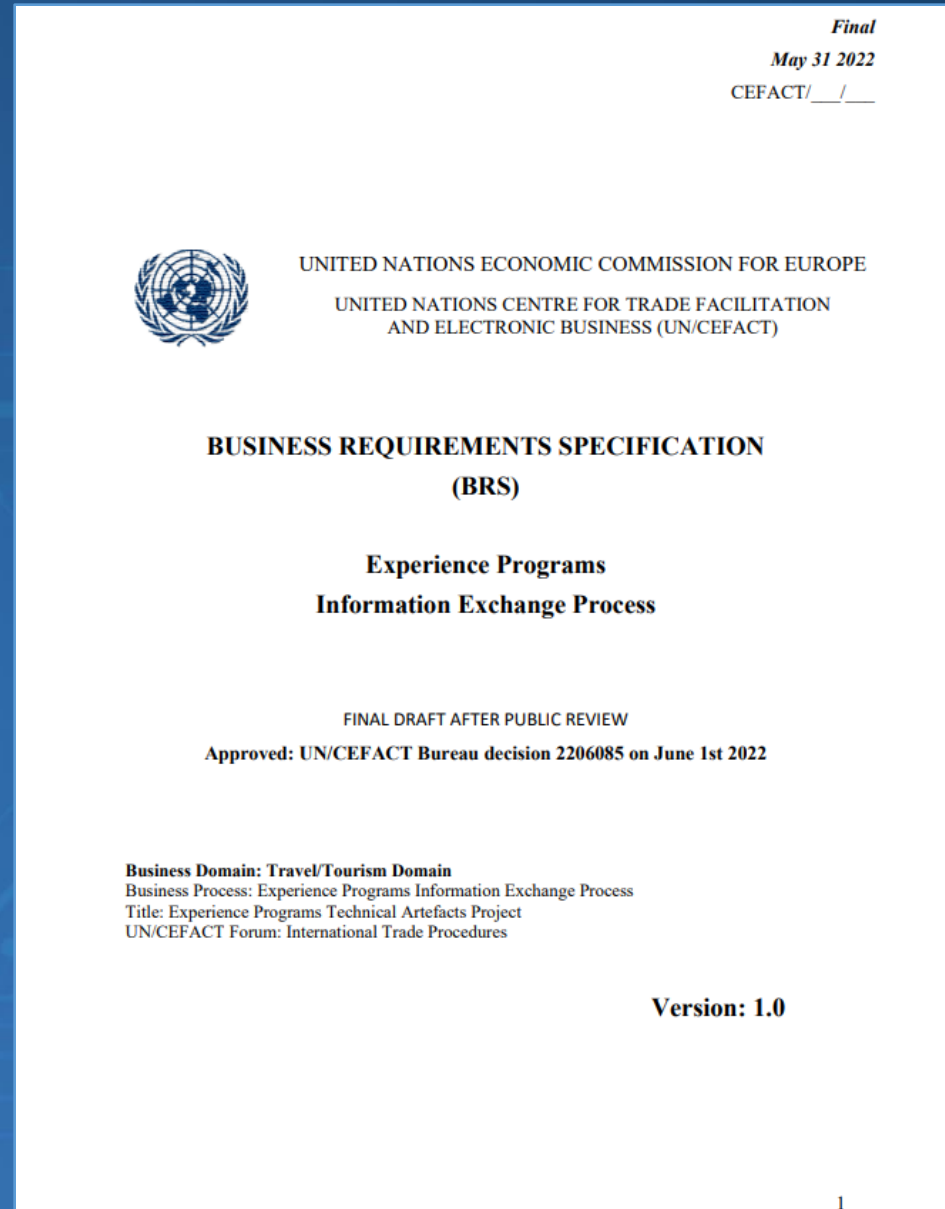 Final
May 31 2022
CEFACT/___/___
UNITED NATIONS ECONOMIC COMMISSION FOR EUROPE
UNITED NATIONS CENTRE FOR TRADE FACILITATION
AND ELECTRONIC BUSINESS (UN/CEFACT)
BUSINESS REQUIREMENTS SPECIFICATION
(BRS)
Experience Programs
Information Exchange Process
FINAL DRAFT AFTER PUBLIC REVIEW
Approved: UN/CEFACT Bureau decision 2206085 on June 1st 2022
Business Domain: Travel/Tourism Domain
Business Process: Experience Programs Information Exchange Process
Title: Experience Programs Technical Artefacts Project
UN/CEFACT Forum: International Trade Procedures
Version: 1.0
1